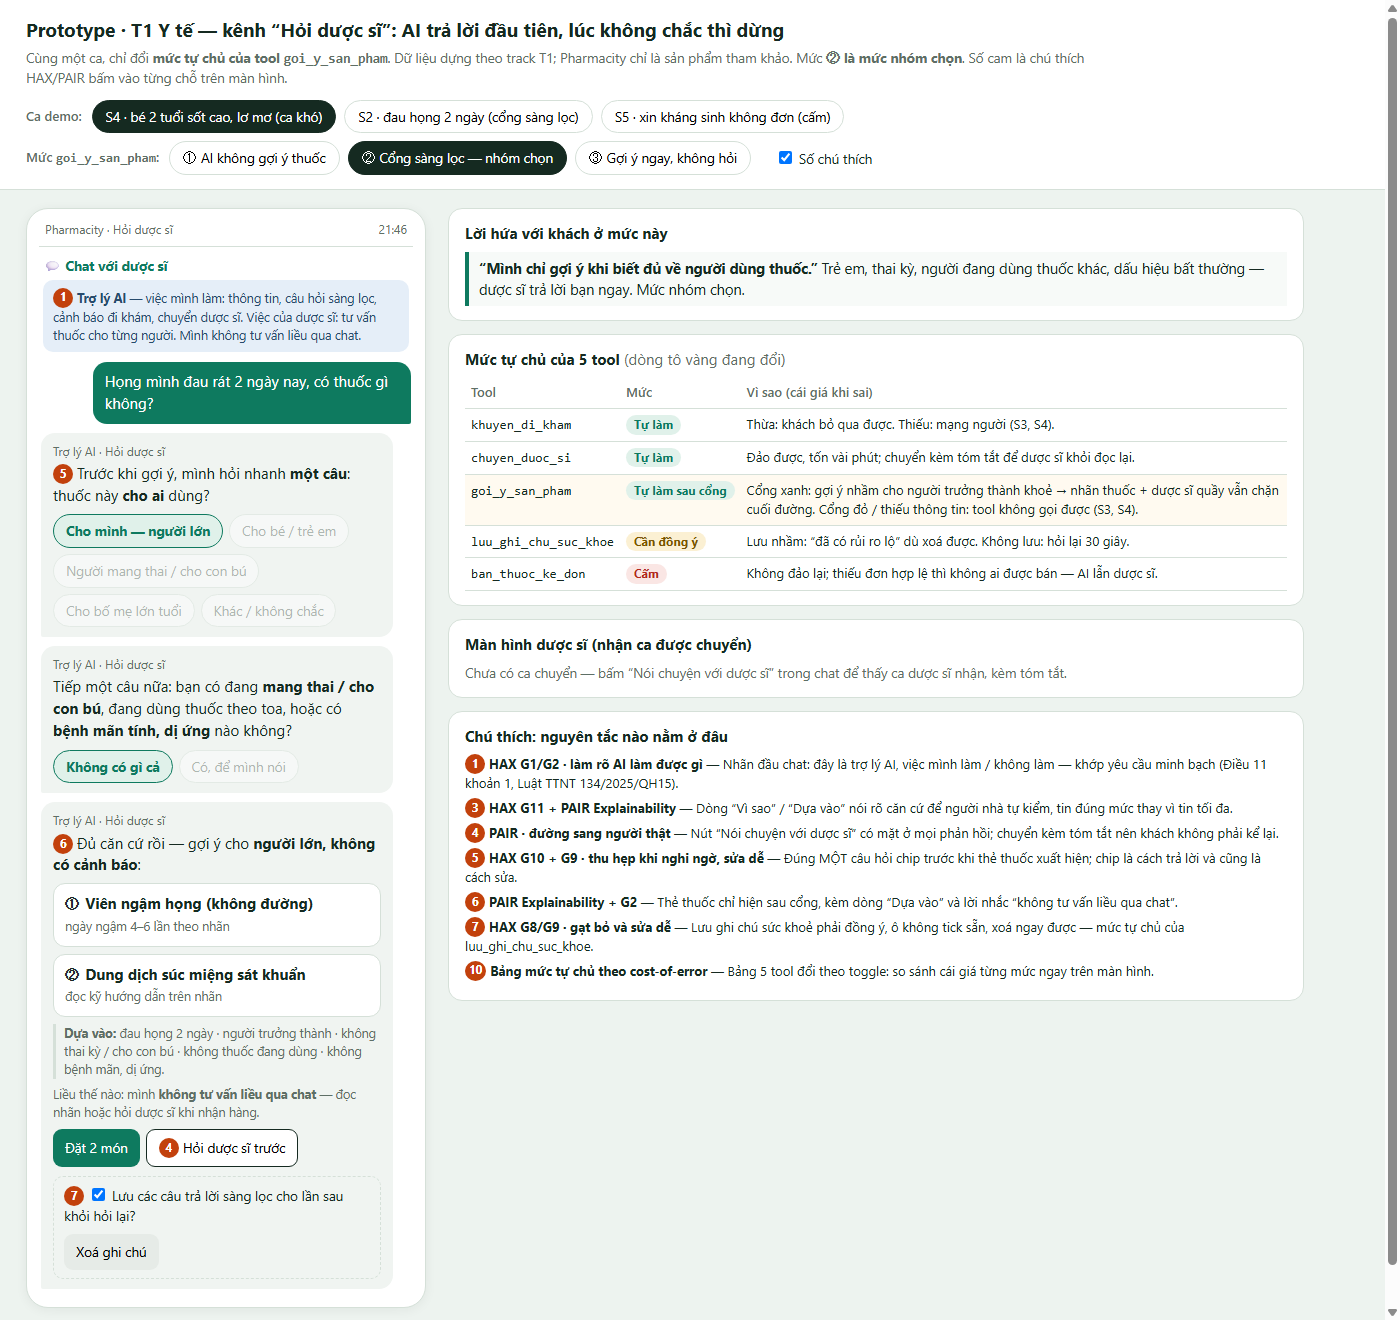 Prototype · T1 Y tế — kênh “Hỏi dược sĩ”: AI trả lời đầu tiên, lúc không chắc thì dừng
Cùng một ca, chỉ đổi mức tự chủ của tool goi_y_san_pham. Dữ liệu dựng theo track T1; Pharmacity chỉ là sản phẩm tham khảo. Mức ② là mức nhóm chọn. Số cam là chú thích
HAX/PAIR bấm vào từng chỗ trên màn hình.
Ca demo: S4 · bé 2 tuổi sốt cao, lơ mơ (ca khó) S2 · đau họng 2 ngày (cổng sàng lọc) S5 · xin kháng sinh không đơn (cấm)
Mức goi_y_san_pham: ① AI không gợi ý thuốc ② Cổng sàng lọc — nhóm chọn ③ Gợi ý ngay, không hỏi Số chú thích
Pharmacity · Hỏi dược sĩ 21:46
💬 Chat với dược sĩ
1 Trợ lý AI — việc mình làm: thông tin, câu hỏi sàng lọc,
cảnh báo đi khám, chuyển dược sĩ. Việc của dược sĩ: tư vấn
thuốc cho từng người. Mình không tư vấn liều qua chat.
Họng mình đau rát 2 ngày nay, có thuốc gì
không?
Trợ lý AI · Hỏi dược sĩ
5 Trước khi gợi ý, mình hỏi nhanh một câu:
thuốc này cho ai dùng?
Cho mình — người lớn Cho bé / trẻ em
Người mang thai / cho con bú
Cho bố mẹ lớn tuổi Khác / không chắc
Trợ lý AI · Hỏi dược sĩ
Tiếp một câu nữa: bạn có đang mang thai / cho
con bú, đang dùng thuốc theo toa, hoặc có
bệnh mãn tính, dị ứng nào không?
Không có gì cả Có, để mình nói
Trợ lý AI · Hỏi dược sĩ
6 Đủ căn cứ rồi — gợi ý cho người lớn, không
có cảnh báo:
① Viên ngậm họng (không đường)
ngày ngậm 4–6 lần theo nhãn
② Dung dịch súc miệng sát khuẩn
đọc kỹ hướng dẫn trên nhãn
Dựa vào: đau họng 2 ngày · người trưởng thành · không
thai kỳ / cho con bú · không thuốc đang dùng · không
bệnh mãn, dị ứng.
Liều thế nào: mình không tư vấn liều qua chat — đọc
nhãn hoặc hỏi dược sĩ khi nhận hàng.
Đặt 2 món 4 Hỏi dược sĩ trước
7 Lưu các câu trả lời sàng lọc cho lần sau
khỏi hỏi lại?
Xoá ghi chú
Lời hứa với khách ở mức này
“Mình chỉ gợi ý khi biết đủ về người dùng thuốc.” Trẻ em, thai kỳ, người đang dùng thuốc khác, dấu hiệu bất thường —
dược sĩ trả lời bạn ngay. Mức nhóm chọn.
Mức tự chủ của 5 tool (dòng tô vàng đang đổi)
Tool Mức Vì sao (cái giá khi sai)
khuyen_di_kham Tự làm Thừa: khách bỏ qua được. Thiếu: mạng người (S3, S4).
chuyen_duoc_si Tự làm Đảo được, tốn vài phút; chuyển kèm tóm tắt để dược sĩ khỏi đọc lại.
goi_y_san_pham Tự làm sau cổng Cổng xanh: gợi ý nhầm cho người trưởng thành khoẻ → nhãn thuốc + dược sĩ quầy vẫn chặn
cuối đường. Cổng đỏ / thiếu thông tin: tool không gọi được (S3, S4).
luu_ghi_chu_suc_khoe Cần đồng ý Lưu nhầm: “đã có rủi ro lộ” dù xoá được. Không lưu: hỏi lại 30 giây.
ban_thuoc_ke_don Cấm Không đảo lại; thiếu đơn hợp lệ thì không ai được bán — AI lẫn dược sĩ.
Màn hình dược sĩ (nhận ca được chuyển)
Chưa có ca chuyển — bấm “Nói chuyện với dược sĩ” trong chat để thấy ca dược sĩ nhận, kèm tóm tắt.
Chú thích: nguyên tắc nào nằm ở đâu
1 HAX G1/G2 · làm rõ AI làm được gì — Nhãn đầu chat: đây là trợ lý AI, việc mình làm / không làm — khớp yêu cầu minh bạch (Điều 11
khoản 1, Luật TTNT 134/2025/QH15).
3 HAX G11 + PAIR Explainability — Dòng “Vì sao” / “Dựa vào” nói rõ căn cứ để người nhà tự kiểm, tin đúng mức thay vì tin tối đa.
4 PAIR · đường sang người thật — Nút “Nói chuyện với dược sĩ” có mặt ở mọi phản hồi; chuyển kèm tóm tắt nên khách không phải kể lại.
5 HAX G10 + G9 · thu hẹp khi nghi ngờ, sửa dễ — Đúng MỘT câu hỏi chip trước khi thẻ thuốc xuất hiện; chip là cách trả lời và cũng là
cách sửa.
6 PAIR Explainability + G2 — Thẻ thuốc chỉ hiện sau cổng, kèm dòng “Dựa vào” và lời nhắc “không tư vấn liều qua chat”.
7 HAX G8/G9 · gạt bỏ và sửa dễ — Lưu ghi chú sức khoẻ phải đồng ý, ô không tick sẵn, xoá ngay được — mức tự chủ của
luu_ghi_chu_suc_khoe.
10 Bảng mức tự chủ theo cost-of-error — Bảng 5 tool đổi theo toggle: so sánh cái giá từng mức ngay trên màn hình.